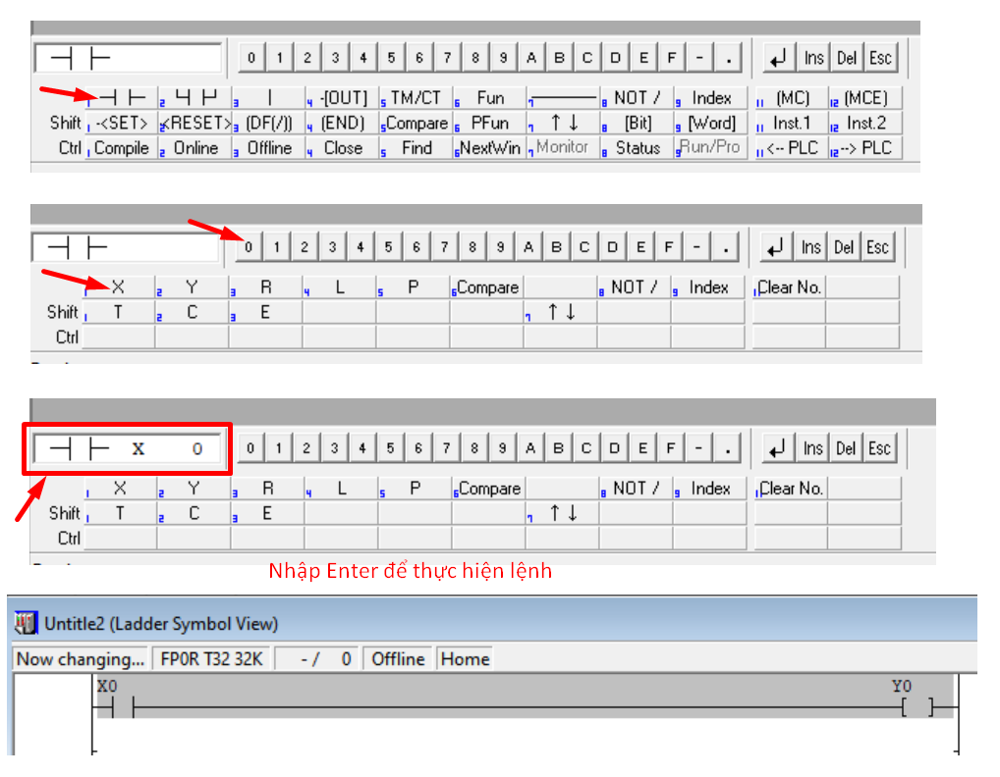 0 1 2 3 4 5 6 7 8 9 A B C D E F - . Ins Del Esc
1 2 3 4 -[OUT] 5 TM/CT 6 Fun 7 8 NOT / 9 Index 11 (MC) 12 (MCE)
Shift 1 -<SET> 2 <RESET> 3 (DF(/)) 4 (END) 5 Compare 6 PFun 7 ↑ ↓ 8 [Bit] 9 [Word] 11 Inst.1 12 Inst.2
Ctrl 1 Compile 2 Online 3 Offline 4 Close 5 Find 6 NextWin 7 Monitor 8 Status 9 Run/Pro 11 <-- PLC 12 --> PLC
0 1 2 3 4 5 6 7 8 9 A B C D E F - . Ins Del Esc
1 X 2 Y 3 R 4 L 5 P 6 Compare 8 NOT / 9 Index Clear No.
Shift 1 T 2 C 3 E 7 ↑ ↓
Ctrl
X 0 0 1 2 3 4 5 6 7 8 9 A B C D E F - . Ins Del Esc
1 X 2 Y 3 R 4 L 5 P 6 Compare 8 NOT / 9 Index Clear No.
Shift 1 T 2 C 3 E 7 ↑ ↓
Ctrl
Nhập Enter để thực hiện lệnh
Untitle2 (Ladder Symbol View)
Now changing... FP0R T32 32K - / 0 Offline Home
X0 Y0